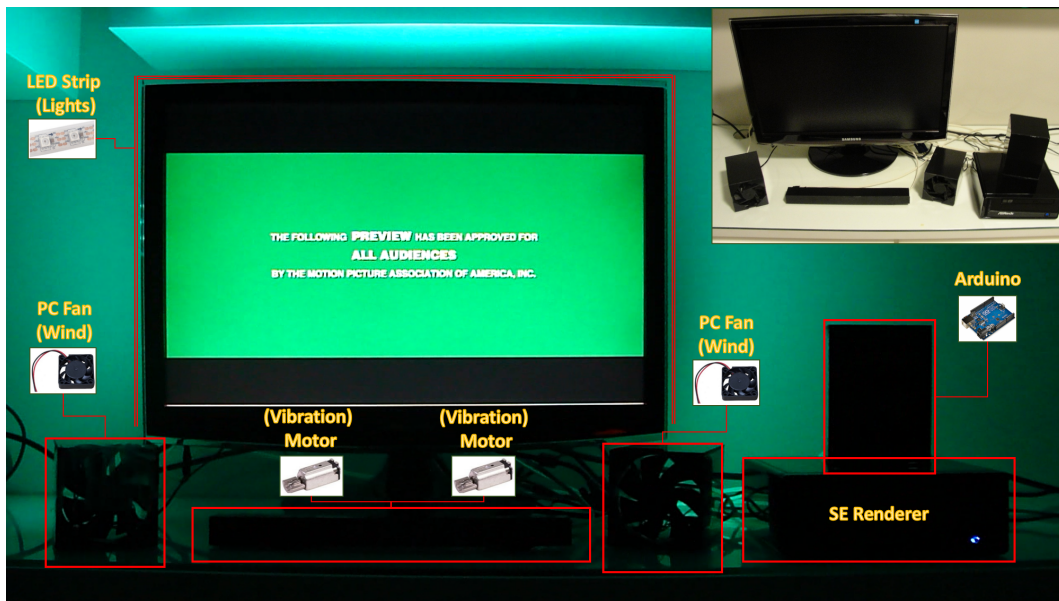 LED Strip
(Lights)
SAMSUNG
THE FOLLOWING PREVIEW HAS BEEN APPROVED FOR
ALL AUDIENCES
BY THE MOTION PICTURE ASSOCIATION OF AMERICA, INC.
Arduino
PC Fan
(Wind)
PC Fan
(Wind)
(Vibration)
Motor
(Vibration)
Motor
SE Renderer